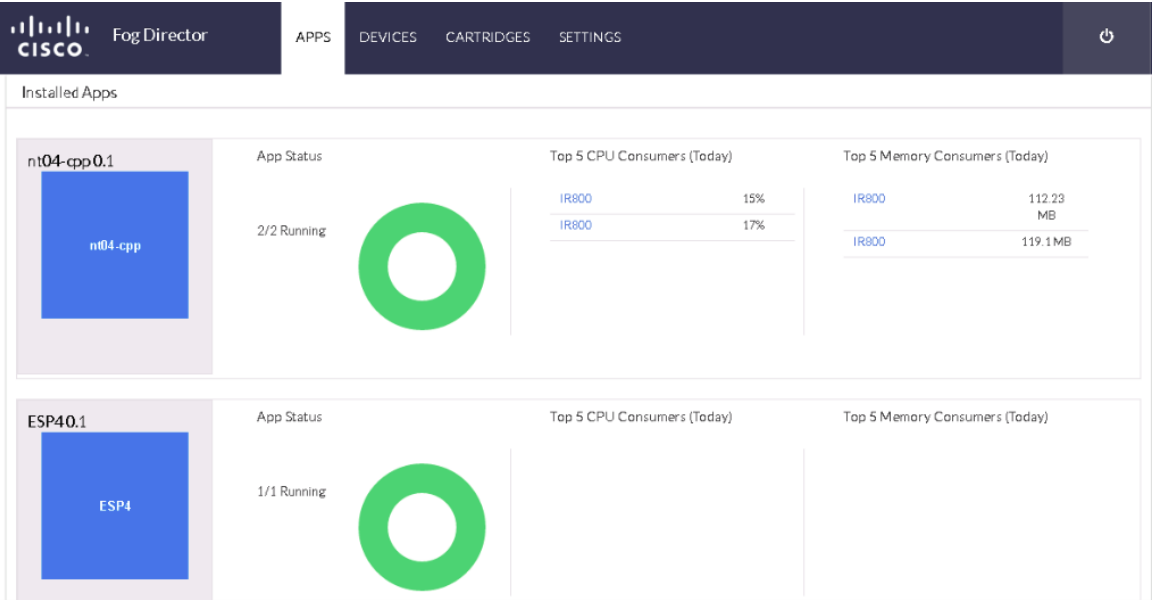 CISCO
Fog Director
APPS
DEVICES
CARTRIDGES
SETTINGS
Installed Apps
nt04-cpp 0.1
nt04-cpp
App Status
2/2 Running
Top 5 CPU Consumers (Today)
IR800 15%
IR800 17%
Top 5 Memory Consumers (Today)
IR800 112.23
MB
IR800 119.1 MB
ESP4 0.1
ESP4
App Status
1/1 Running
Top 5 CPU Consumers (Today)
Top 5 Memory Consumers (Today)